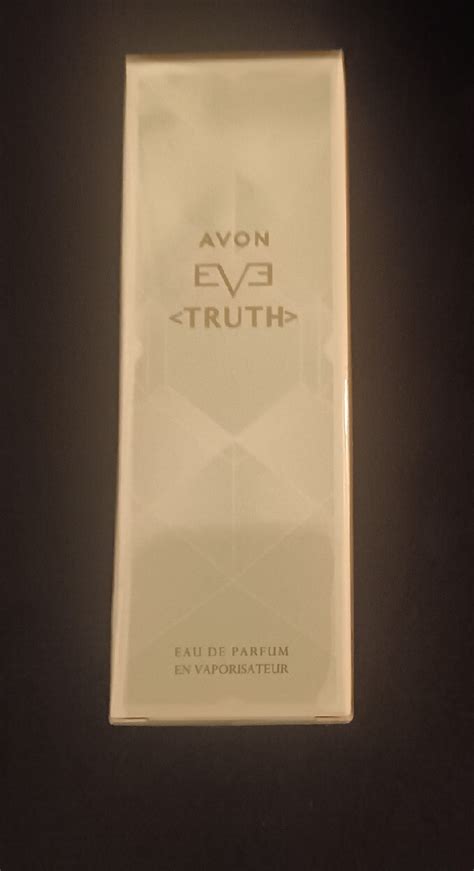 AVON
EVE
<TRUTH>
EAU DE PARFUM
EN VAPORISATEUR